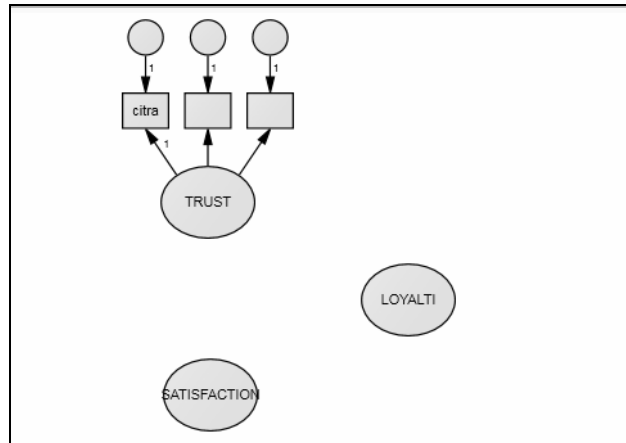 1 1 1
citra
1
TRUST
LOYALTI
SATISFACTION